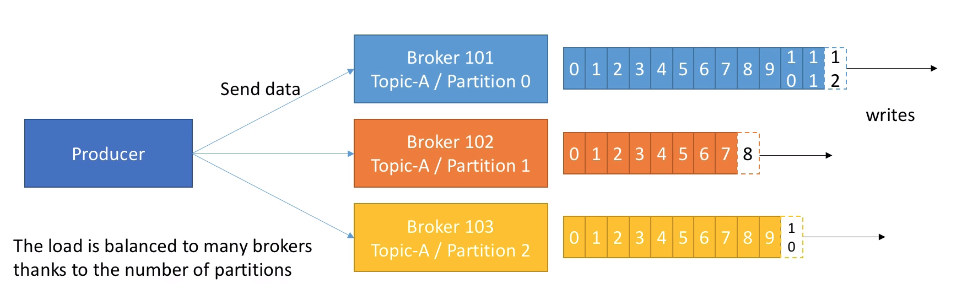 Broker 101
Topic-A / Partition 0
0 1 2 3 4 5 6 7 8 9 10 11 12
Send data
writes
Producer
Broker 102
Topic-A / Partition 1
0 1 2 3 4 5 6 7 8
Broker 103
Topic-A / Partition 2
0 1 2 3 4 5 6 7 8 9 10
The load is balanced to many brokers
thanks to the number of partitions